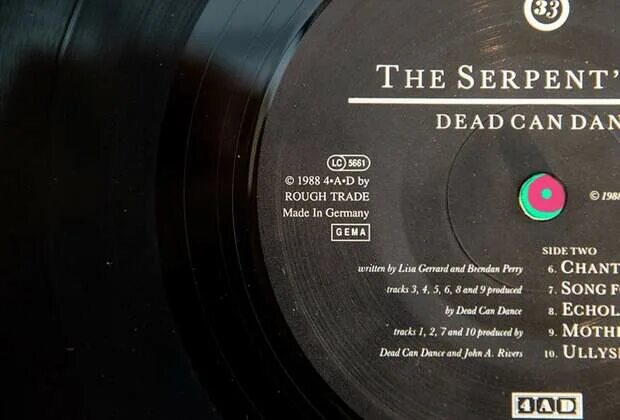 33
THE SERPENT'
DEAD CAN DAN
LC 5661
© 1988 4·A·D by
ROUGH TRADE
Made In Germany
GEMA
© 1988
SIDE TWO
written by Lisa Gerrard and Brendan Perry
6. CHANT
tracks 3, 4, 5, 6, 8 and 9 produced
7. SONG F
by Dead Can Dance
8. ECHOL
tracks 1, 2, 7 and 10 produced by
9. MOTH
Dead Can Dance and John A. Rivers
10. ULLYS
4AD